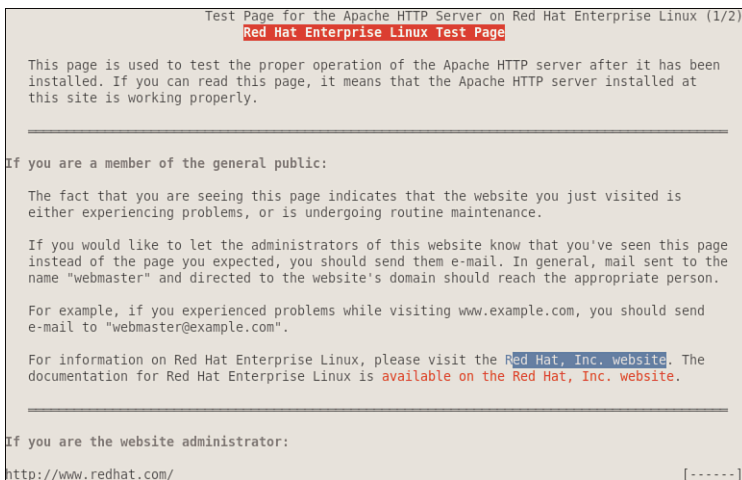 Test Page for the Apache HTTP Server on Red Hat Enterprise Linux (1/2)
Red Hat Enterprise Linux Test Page
This page is used to test the proper operation of the Apache HTTP server after it has been
installed. If you can read this page, it means that the Apache HTTP server installed at
this site is working properly.
If you are a member of the general public:
The fact that you are seeing this page indicates that the website you just visited is
either experiencing problems, or is undergoing routine maintenance.
If you would like to let the administrators of this website know that you've seen this page
instead of the page you expected, you should send them e-mail. In general, mail sent to the
name "webmaster" and directed to the website's domain should reach the appropriate person.
For example, if you experienced problems while visiting www.example.com, you should send
e-mail to "webmaster@example.com".
For information on Red Hat Enterprise Linux, please visit the Red Hat, Inc. website. The
documentation for Red Hat Enterprise Linux is available on the Red Hat, Inc. website.
If you are the website administrator:
http://www.redhat.com/ [------]